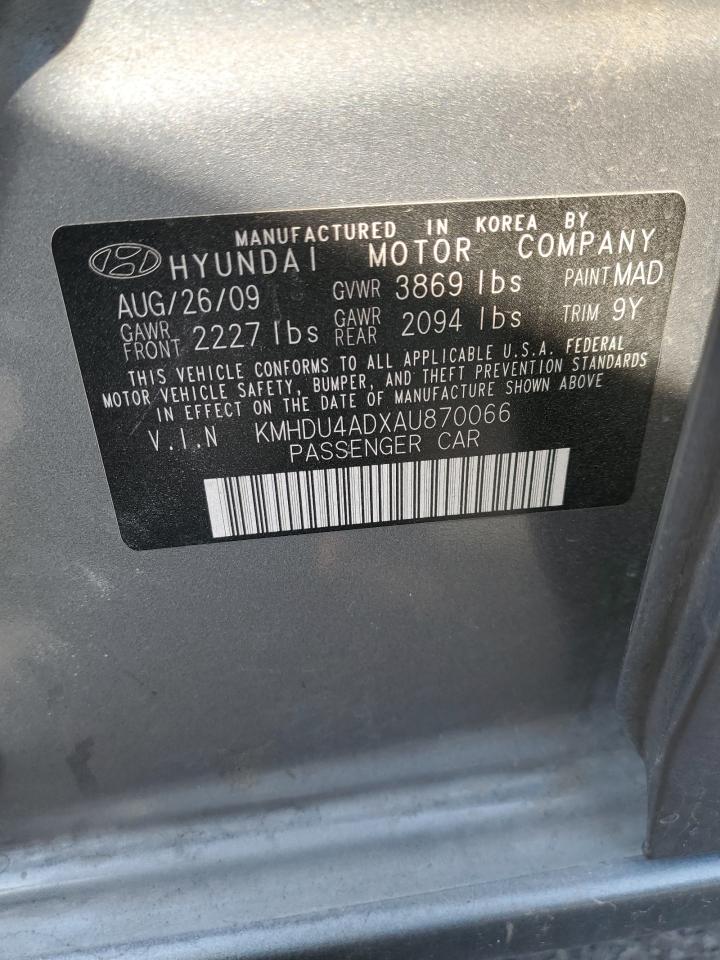 MANUFACTURED IN KOREA BY
HYUNDAI MOTOR COMPANY
AUG/26/09 GVWR 3869 lbs PAINT MAD
GAWR FRONT 2227 lbs GAWR REAR 2094 lbs TRIM 9Y
THIS VEHICLE CONFORMS TO ALL APPLICABLE U.S.A. FEDERAL
MOTOR VEHICLE SAFETY, BUMPER, AND THEFT PREVENTION STANDARDS
IN EFFECT ON THE DATE OF MANUFACTURE SHOWN ABOVE
V.I.N KMHDU4ADXAU870066
PASSENGER CAR